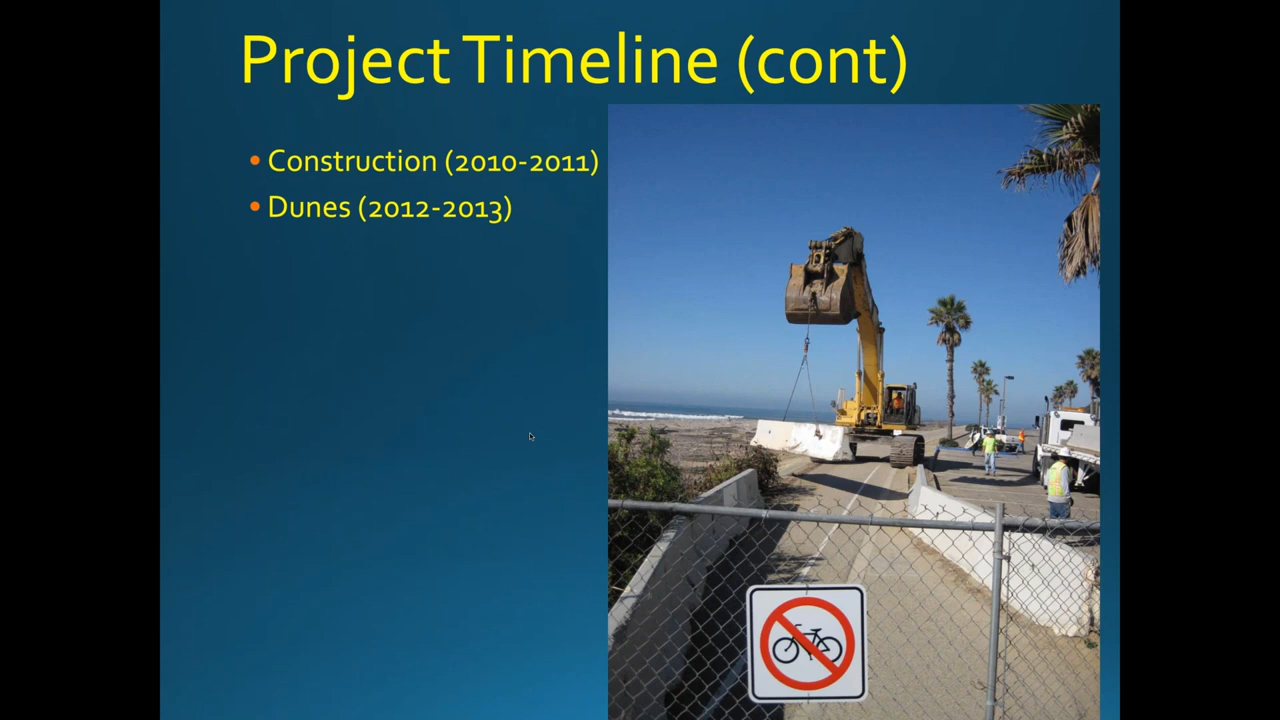 Project Timeline (cont)
Construction (2010-2011)
Dunes (2012-2013)